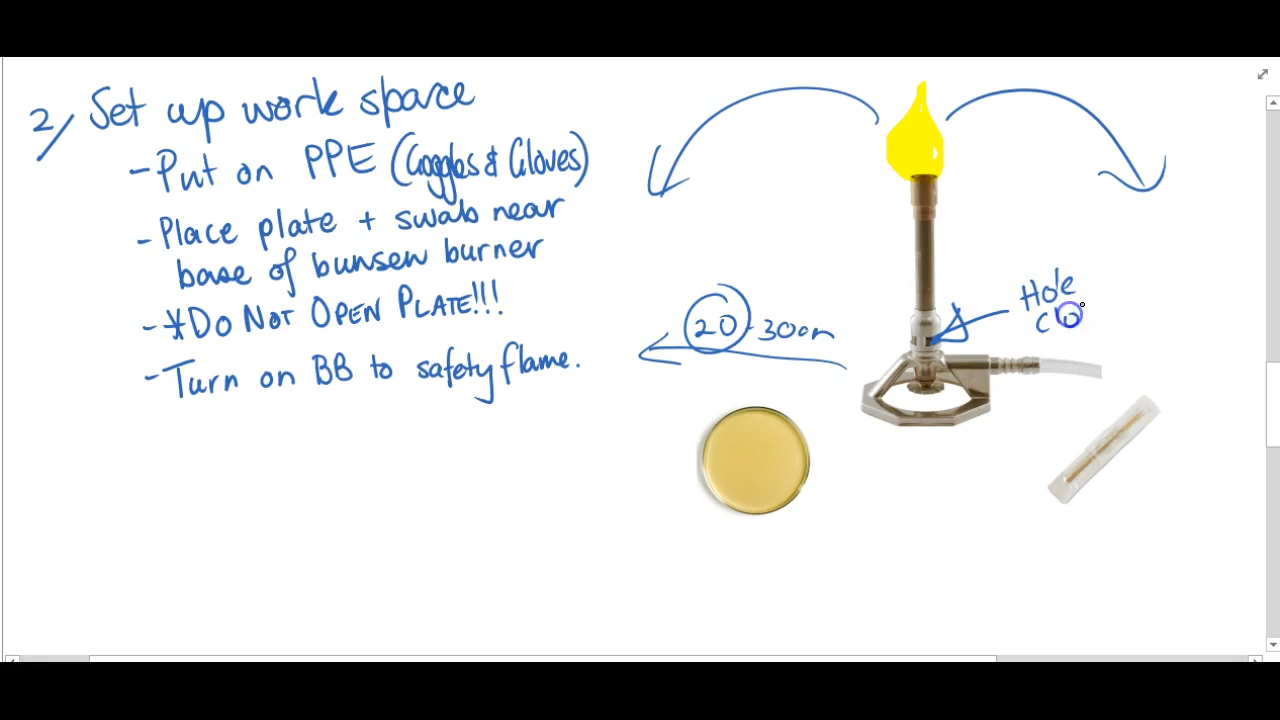 2/ Set up work space
- Put on PPE (Goggles & Gloves)
- Place plate + swab near
base of bunsen burner
- *DO NOT OPEN PLATE!!!
- Turn on BB to safety flame.
20-30cm
Hole
clo